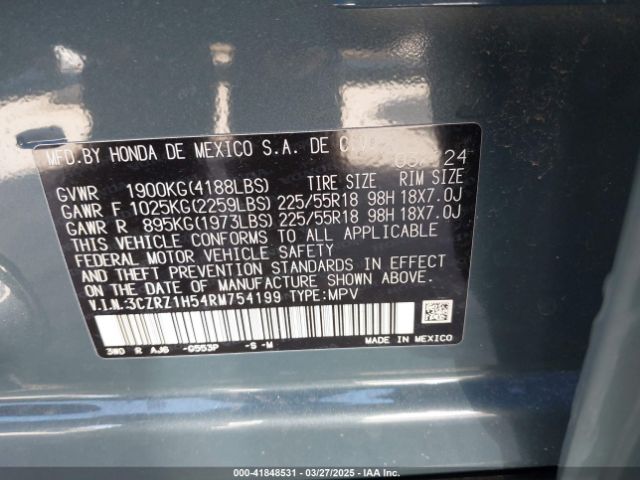 MFD.BY HONDA DE MEXICO S.A. DE C.V. 24
GVWR 1900KG(4188LBS) TIRE SIZE RIM SIZE
GAWR F 1025KG(2259LBS) 225/55R18 98H 18X7.0J
GAWR R 895KG(1973LBS) 225/55R18 98H 18X7.0J
THIS VEHICLE CONFORMS TO ALL APPLICABLE
FEDERAL MOTOR VEHICLE SAFETY
AND THEFT PREVENTION STANDARDS IN EFFECT
ON THE DATE OF MANUFACTURE SHOWN ABOVE.
V.I.N.:3CZRZ1H54RM754199 TYPE:MPV
3W0 R AJ6 -G553P -S -M
MADE IN MEXICO
000-41848531 - 03/27/2025 - IAA Inc.